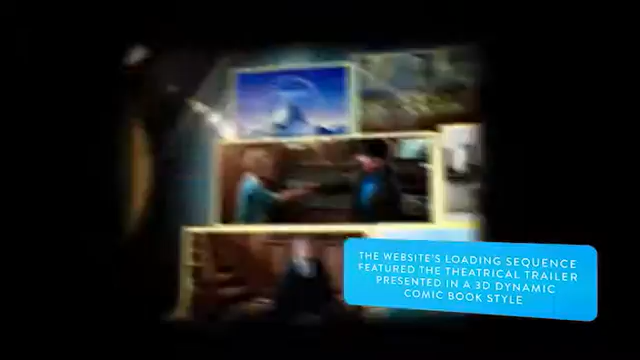 THE WEBSITE'S LOADING SEQUENCE
FEATURED THE THEATRICAL TRAILER
PRESENTED IN A 3D DYNAMIC
COMIC BOOK STYLE